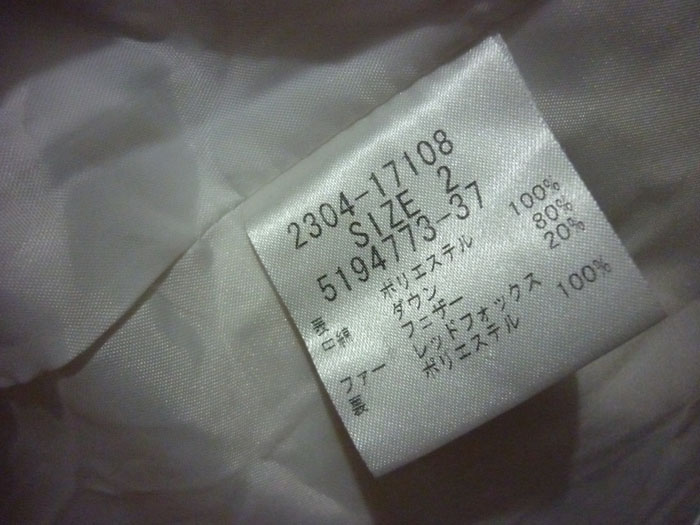 2304-17108
SIZE 2
5194773-37
表 ポリエステル 100%
中綿 ダウン 80%
フェザー 20%
ファー レッドフォックス
裏 ポリエステル 100%